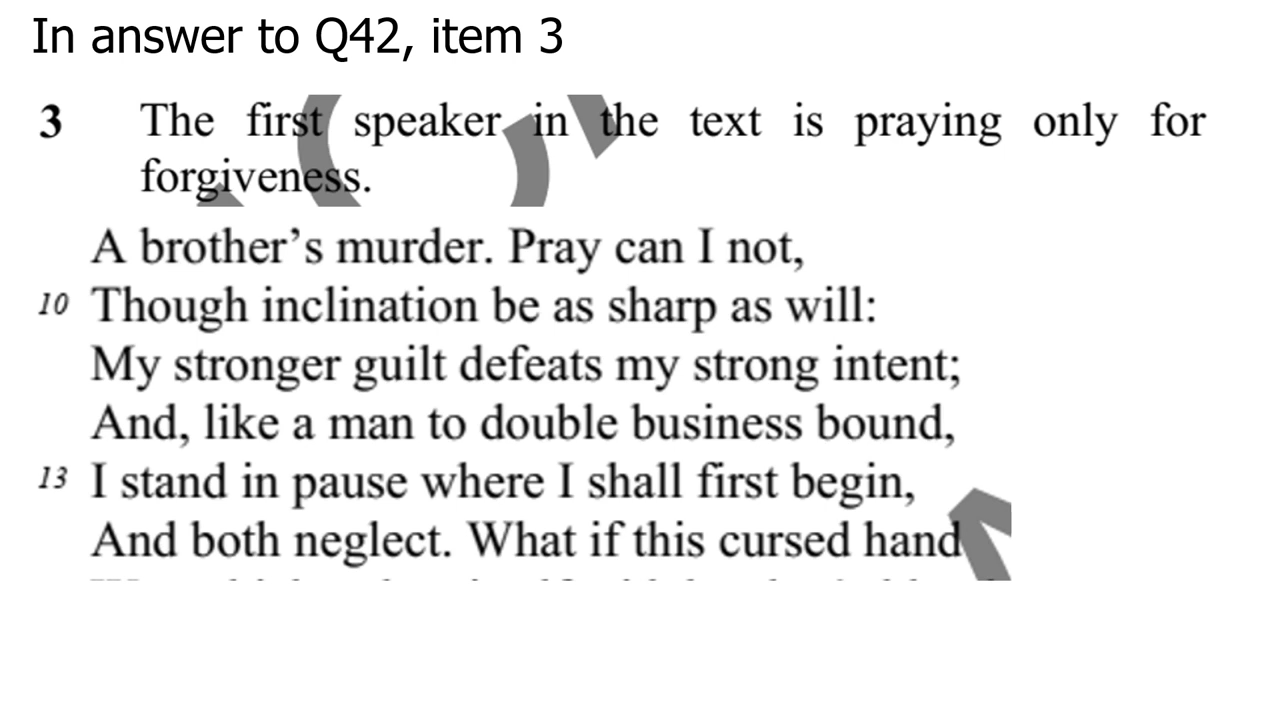 In answer to Q42, item 3
3 The first speaker in the text is praying only for
forgiveness.
A brother’s murder. Pray can I not,
10 Though inclination be as sharp as will:
My stronger guilt defeats my strong intent;
And, like a man to double business bound,
13 I stand in pause where I shall first begin,
And both neglect. What if this cursed hand